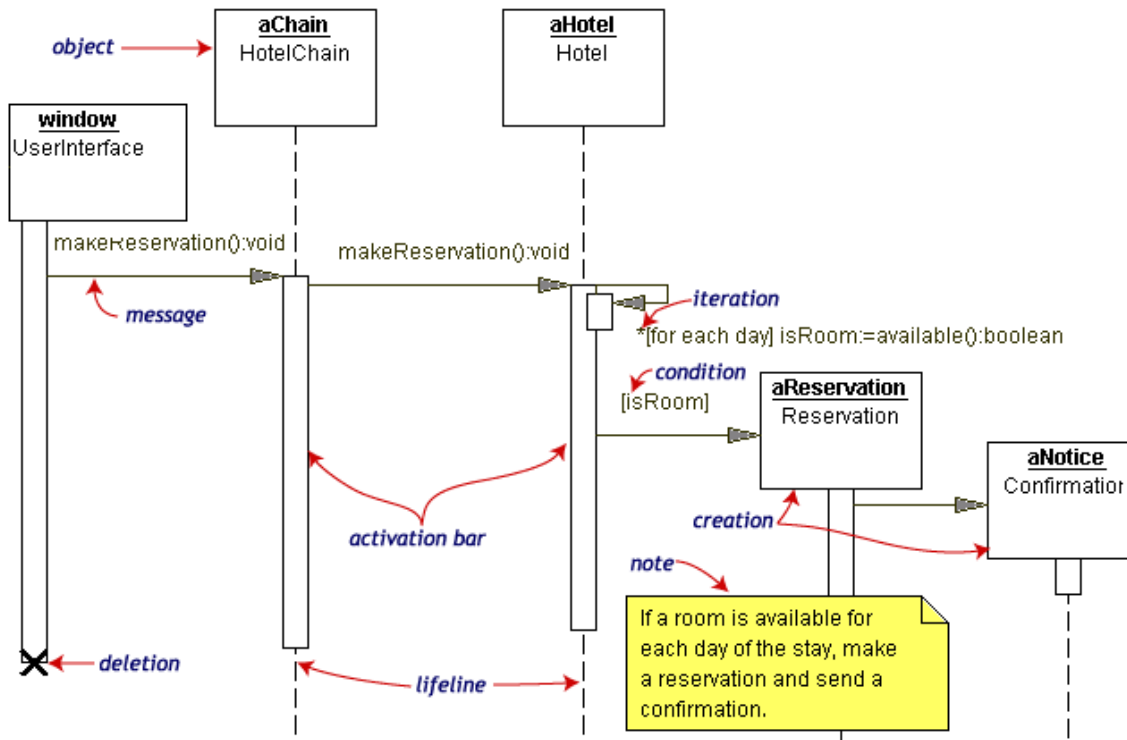 aChain
HotelChain
aHotel
Hotel
object
window
UserInterface
makeReservation():void
makeReservation():void
message
iteration
*[for each day] isRoom:=available():boolean
condition
[isRoom]
aReservation
Reservation
aNotice
Confirmation
activation bar
creation
note
If a room is available for
each day of the stay, make
a reservation and send a
confirmation.
deletion
lifeline